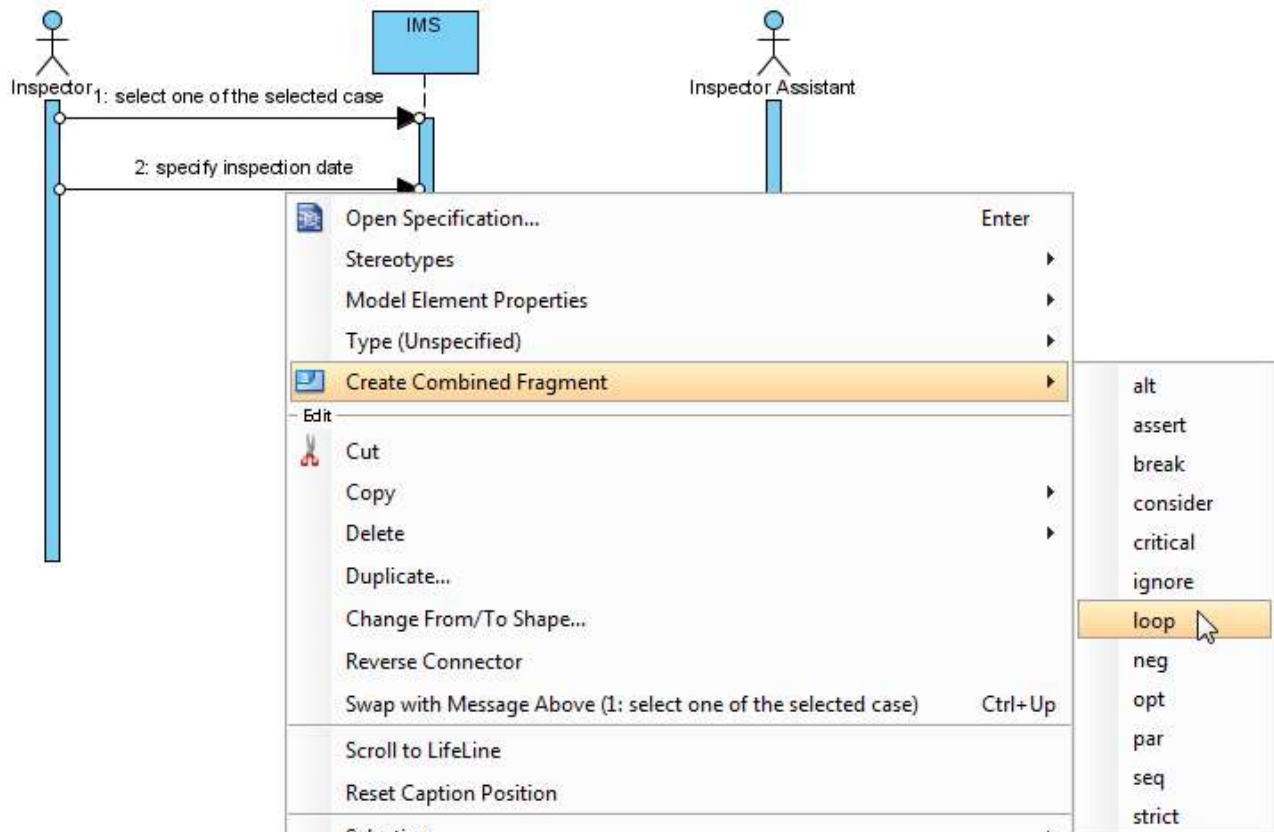 IMS
Inspector
Inspector Assistant
1: select one of the selected case
2: specify inspection date
Open Specification... Enter
Stereotypes
Model Element Properties
Type (Unspecified)
Create Combined Fragment
Edit
Cut
Copy
Delete
Duplicate...
Change From/To Shape...
Reverse Connector
Swap with Message Above (1: select one of the selected case) Ctrl+Up
Scroll to LifeLine
Reset Caption Position
alt
assert
break
consider
critical
ignore
loop
neg
opt
par
seq
strict